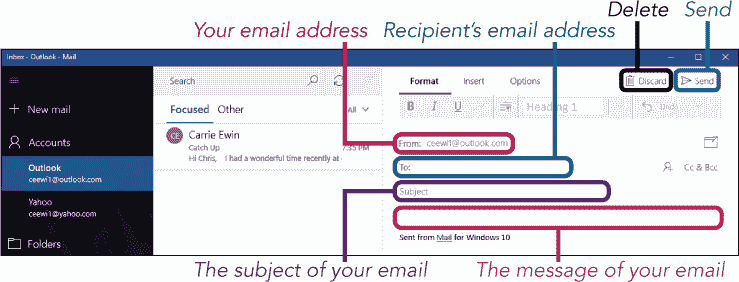 Delete Send
Your email address Recipient's email address
Inbox - Outlook - Mail
Search
Format Insert Options Discard Send
New mail
Focused Other All
B I U Heading 1 Undo
Accounts
CE Carrie Ewin
Catch Up 7:35 PM
Hi Chris, I had a wonderful time recently at
From: ceewi1@outlook.com
Outlook
ceewi1@outlook.com
To: Cc & Bcc
Subject
Yahoo
ceewi1@yahoo.com
Sent from Mail for Windows 10
Folders
The subject of your email The message of your email